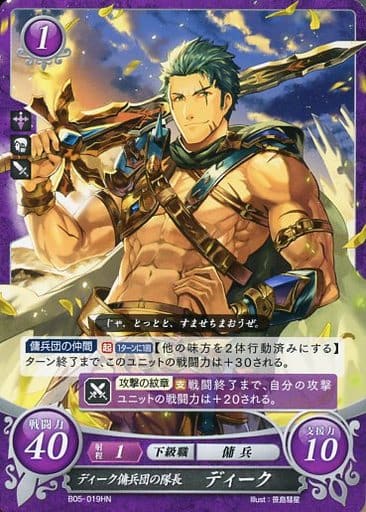 1
じゃ、とっとと、すませちまおうぜ。
傭兵団の仲間 起 1ターンに1回【他の味方を2体行動済みにする】
ターン終了まで、このユニットの戦闘力は+30される。
攻撃の紋章 支 戦闘終了まで、自分の攻撃
ユニットの戦闘力は+20される。
戦闘力 40
射程 1 下級職 傭兵
支援力 10
ディーク傭兵団の隊長 ディーク
B05-019HN
Illust：笹島彗星